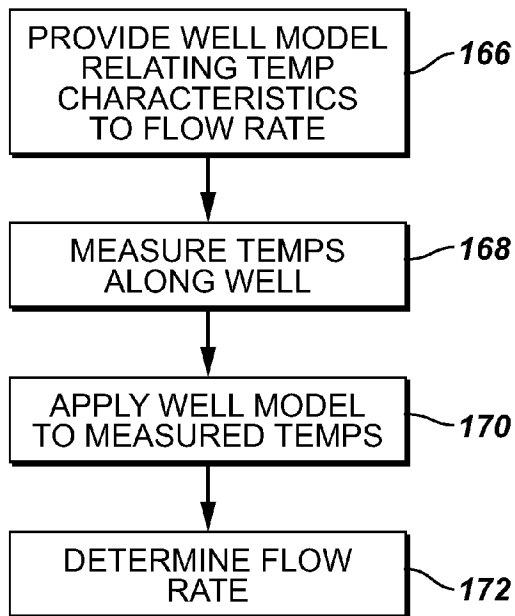 PROVIDE WELL MODEL
RELATING TEMP
CHARACTERISTICS
TO FLOW RATE
166
MEASURE TEMPS
ALONG WELL
168
APPLY WELL MODEL
TO MEASURED TEMPS
170
DETERMINE FLOW
RATE
172